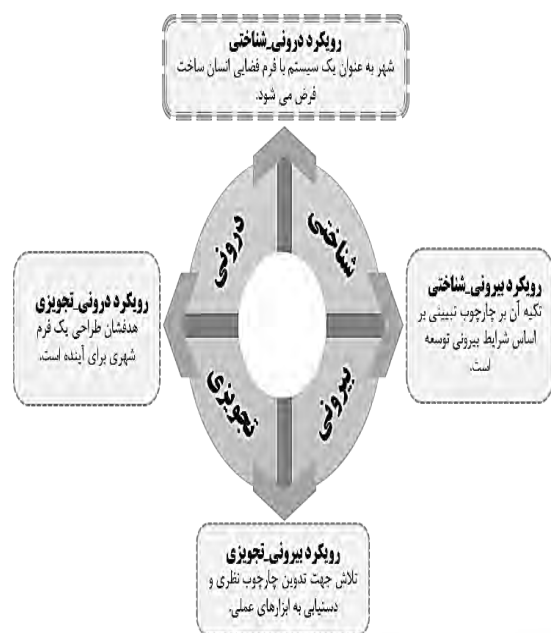 رویکرد درونی_شناختی
شهر به عنوان یک سیستم با فرم فضایی انسان ساخت
فرض می شود.
درونی
شناختی
رویکرد بیرونی_شناختی
تکیه آن بر چارچوب تبیینی بر
اساس شرایط بیرونی توسعه
است.
رویکرد درونی_تجویزی
هدفشان طراحی یک فرم
شهری برای آینده است.
تجویزی
بیرونی
رویکرد بیرونی_تجویزی
تلاش جهت تدوین چارچوب نظری و
دستیابی به ابزارهای عملی.